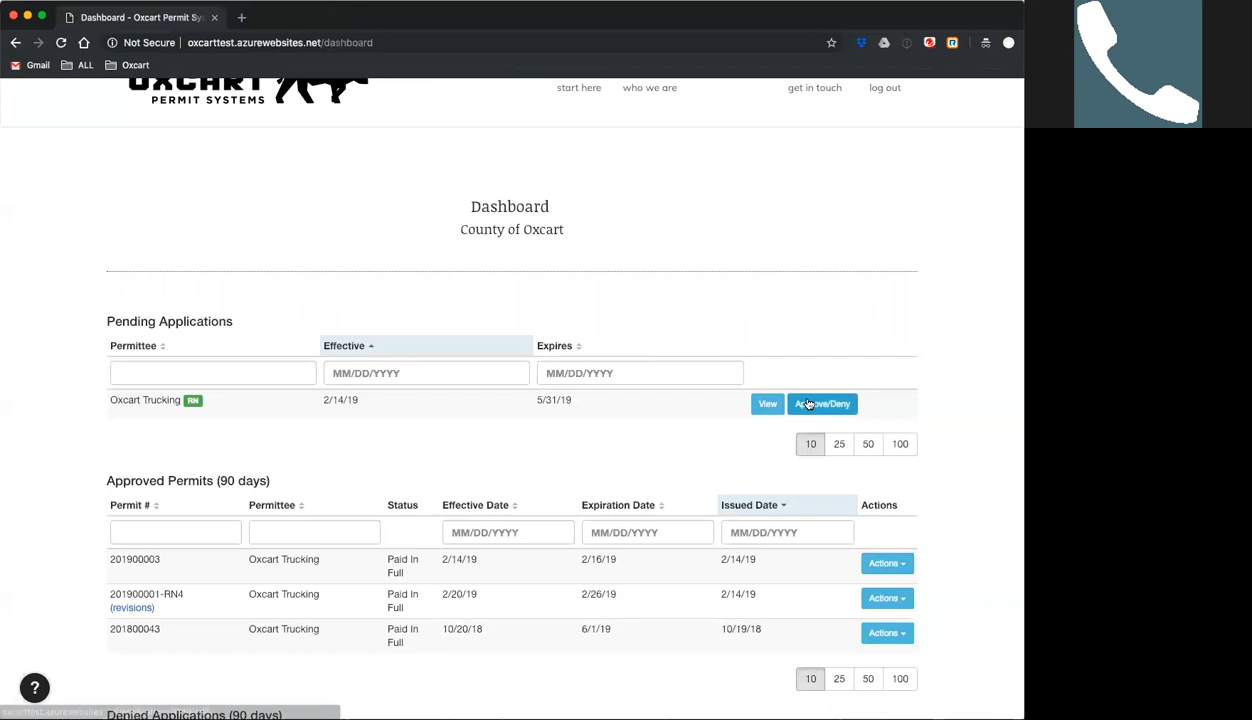 Dashboard - Oxcart Permit Sy
Not Secure | oxcarttest.azurewebsites.net/dashboard
Gmail ALL Oxcart
OXCART
PERMIT SYSTEMS
start here who we are get in touch log out
Dashboard
County of Oxcart
Pending Applications
Permittee Effective Expires
MM/DD/YYYY MM/DD/YYYY
Oxcart Trucking RN 2/14/19 5/31/19 View Approve/Deny
10 25 50 100
Approved Permits (90 days)
Permit # Permittee Status Effective Date Expiration Date Issued Date Actions
MM/DD/YYYY MM/DD/YYYY MM/DD/YYYY
201900003 Oxcart Trucking Paid In 2/14/19 2/16/19 2/14/19 Actions
Full
201900001-RN4 Oxcart Trucking Paid In 2/20/19 2/26/19 2/14/19 Actions
(revisions) Full
201800043 Oxcart Trucking Paid In 10/20/18 6/1/19 10/19/18 Actions
Full
10 25 50 100
?
Denied Applications (90 days)